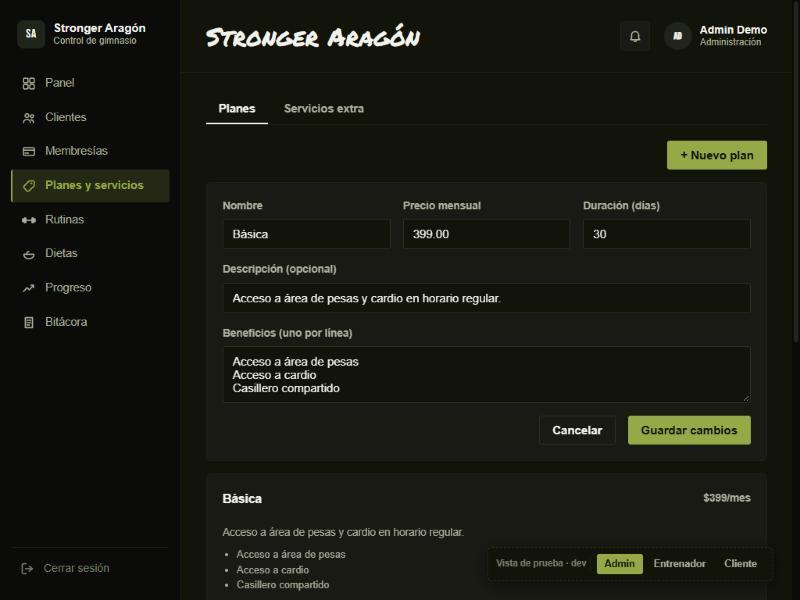 SA
Stronger Aragón
Control de gimnasio
Panel
Clientes
Membresías
Planes y servicios
Rutinas
Dietas
Progreso
Bitácora
Cerrar sesión
Stronger Aragón
AD
Admin Demo
Administración
Planes
Servicios extra
+ Nuevo plan
Nombre
Precio mensual
Duración (días)
Básica
399.00
30
Descripción (opcional)
Acceso a área de pesas y cardio en horario regular.
Beneficios (uno por línea)
Acceso a área de pesas
Acceso a cardio
Casillero compartido
Cancelar
Guardar cambios
Básica
$399/mes
Acceso a área de pesas y cardio en horario regular.
• Acceso a área de pesas
• Acceso a cardio
• Casillero compartido
Vista de prueba · dev
Admin
Entrenador
Cliente